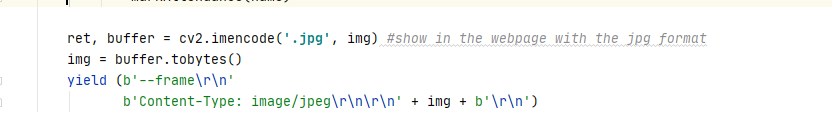 ret, buffer = cv2.imencode('.jpg', img) #show in the webpage with the jpg format
img = buffer.tobytes()
yield (b'--frame\r\n'
b'Content-Type: image/jpeg\r\n\r\n' + img + b'\r\n')